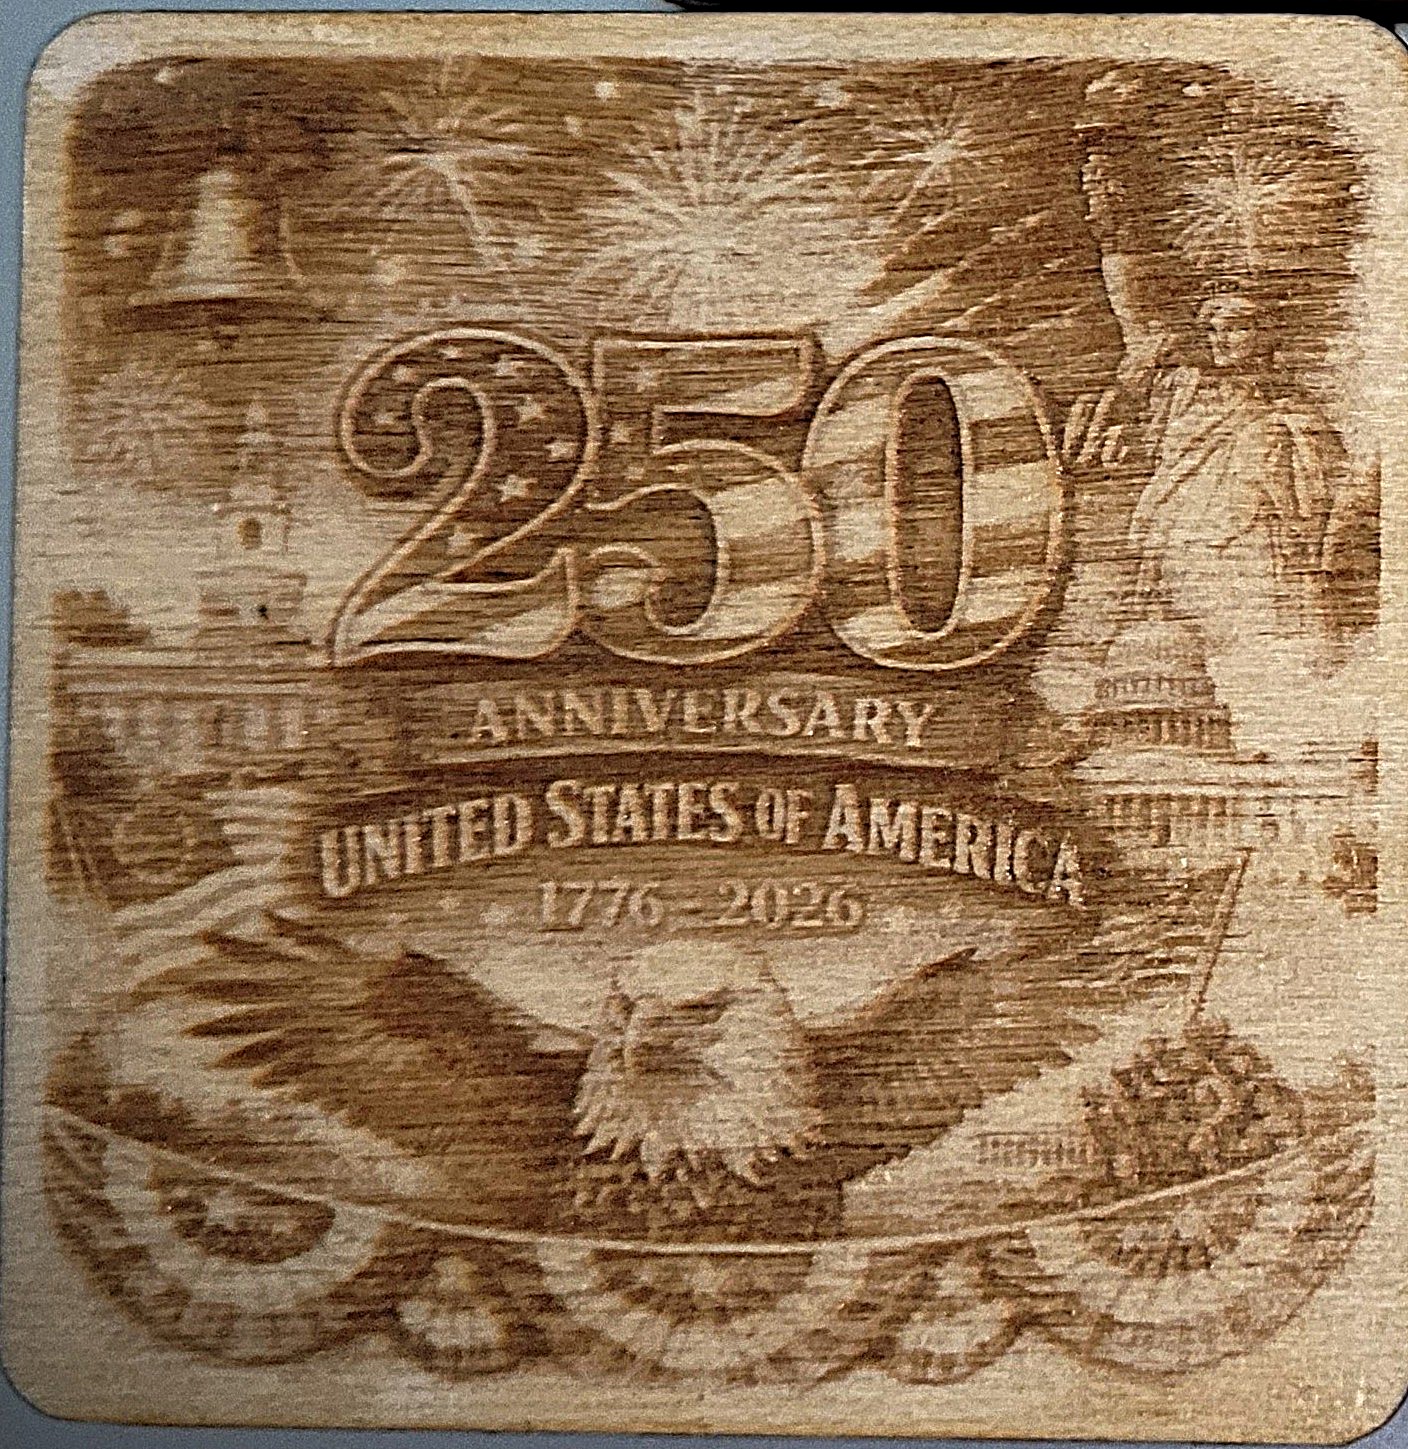 250th
ANNIVERSARY
UNITED STATES OF AMERICA
1776 - 2026